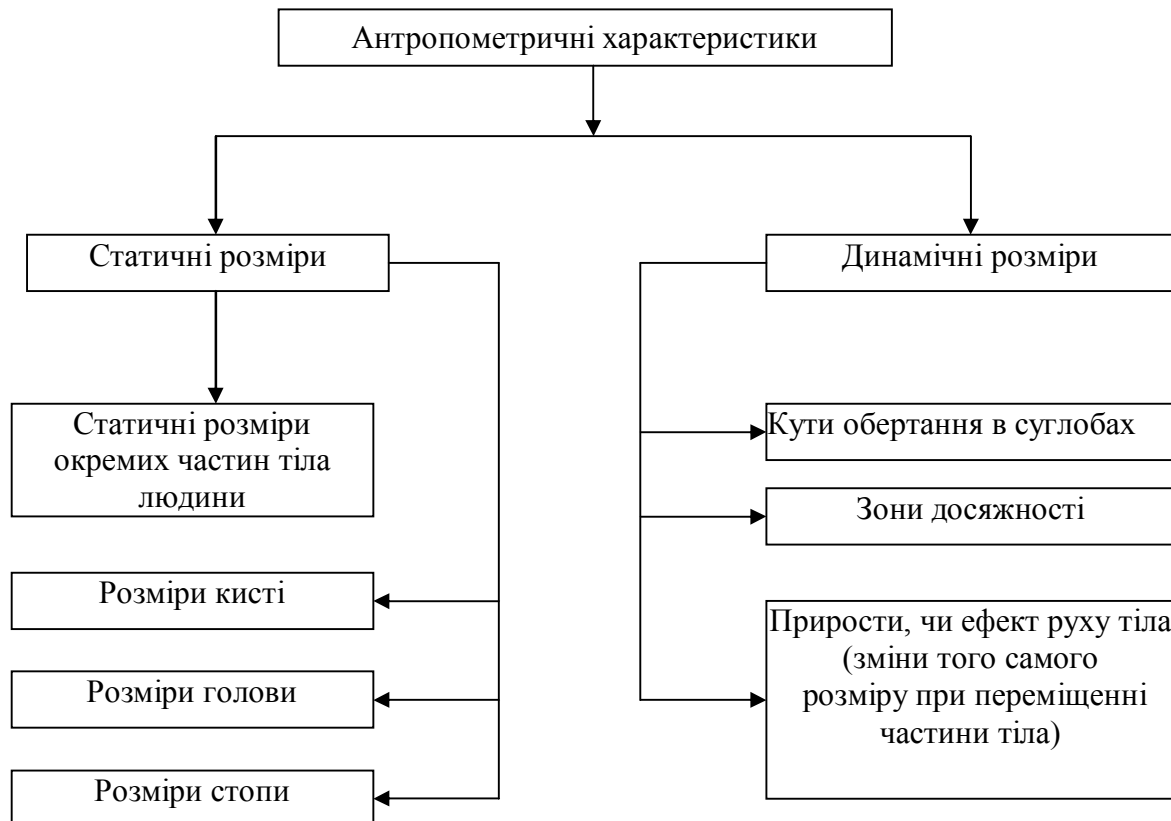 Антропометричні характеристики
Статичні розміри
Динамічні розміри
Статичні розміри
окремих частин тіла
людини
Кути обертання в суглобах
Зони досяжності
Розміри кисті
Прирости, чи ефект руху тіла
(зміни того самого
розміру при переміщенні
частини тіла)
Розміри голови
Розміри стопи